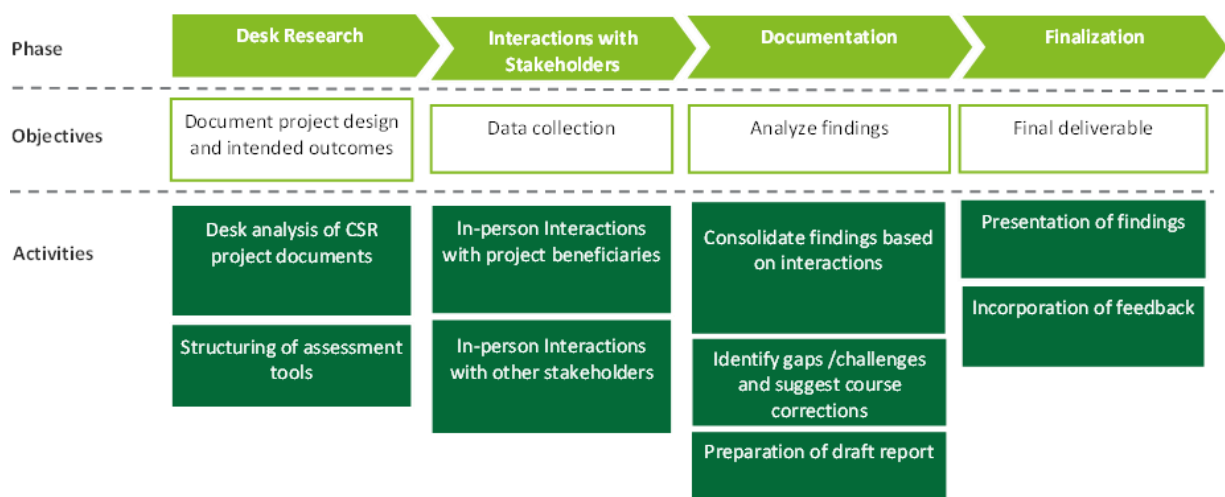 Phase
Desk Research
Interactions with
Stakeholders
Documentation
Finalization
Objectives
Document project design
and intended outcomes
Data collection
Analyze findings
Final deliverable
Activities
Desk analysis of CSR
project documents
Structuring of assessment
tools
In-person Interactions
with project beneficiaries
In-person Interactions
with other stakeholders
Consolidate findings based
on interactions
Identify gaps /challenges
and suggest course
corrections
Preparation of draft report
Presentation of findings
Incorporation of feedback